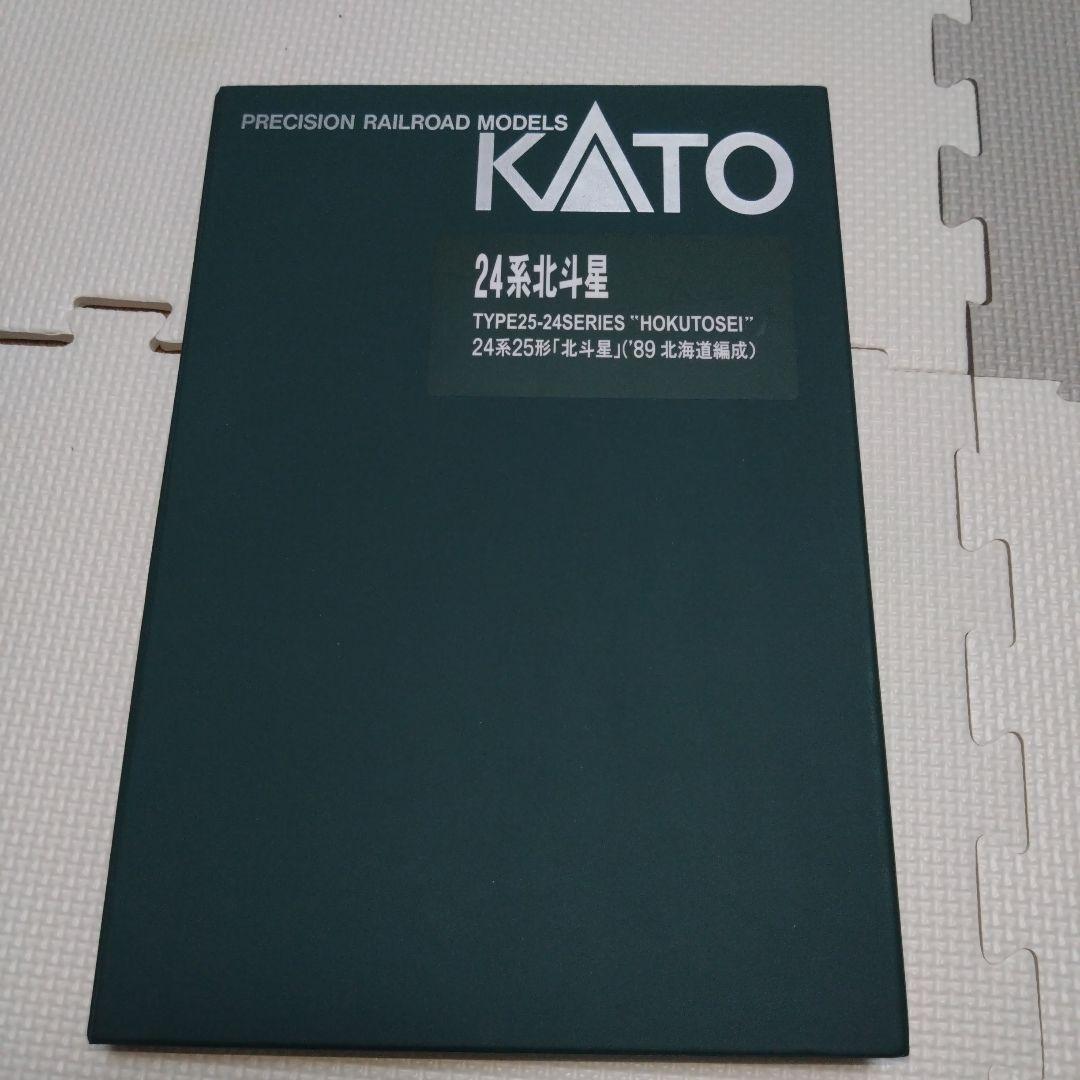 PRECISION RAILROAD MODELS
KATO
24系北斗星
TYPE25-24SERIES "HOKUTOSEI"
24系25形「北斗星」('89 北海道編成)